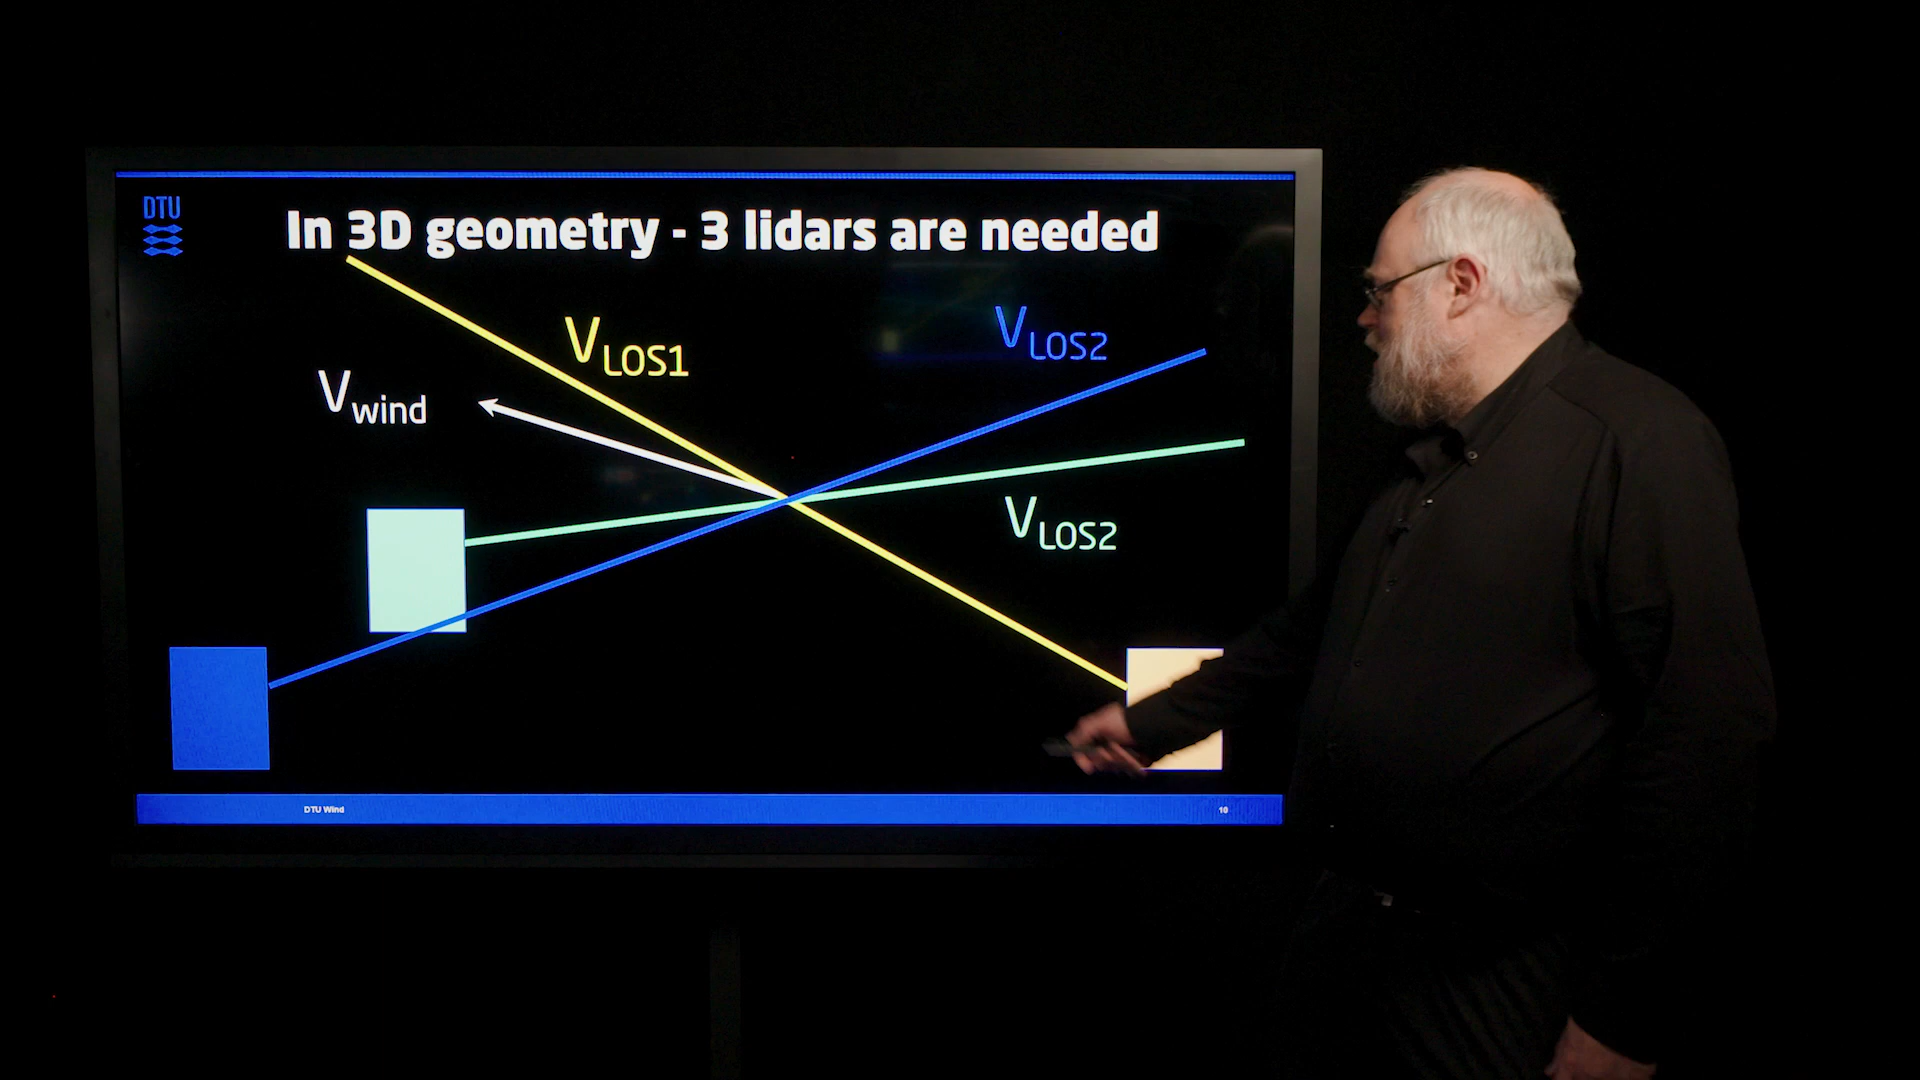 DTU
In 3D geometry - 3 lidars are needed
VLOS1
VLOS2
Vwind
VLOS2
DTU Wind
10